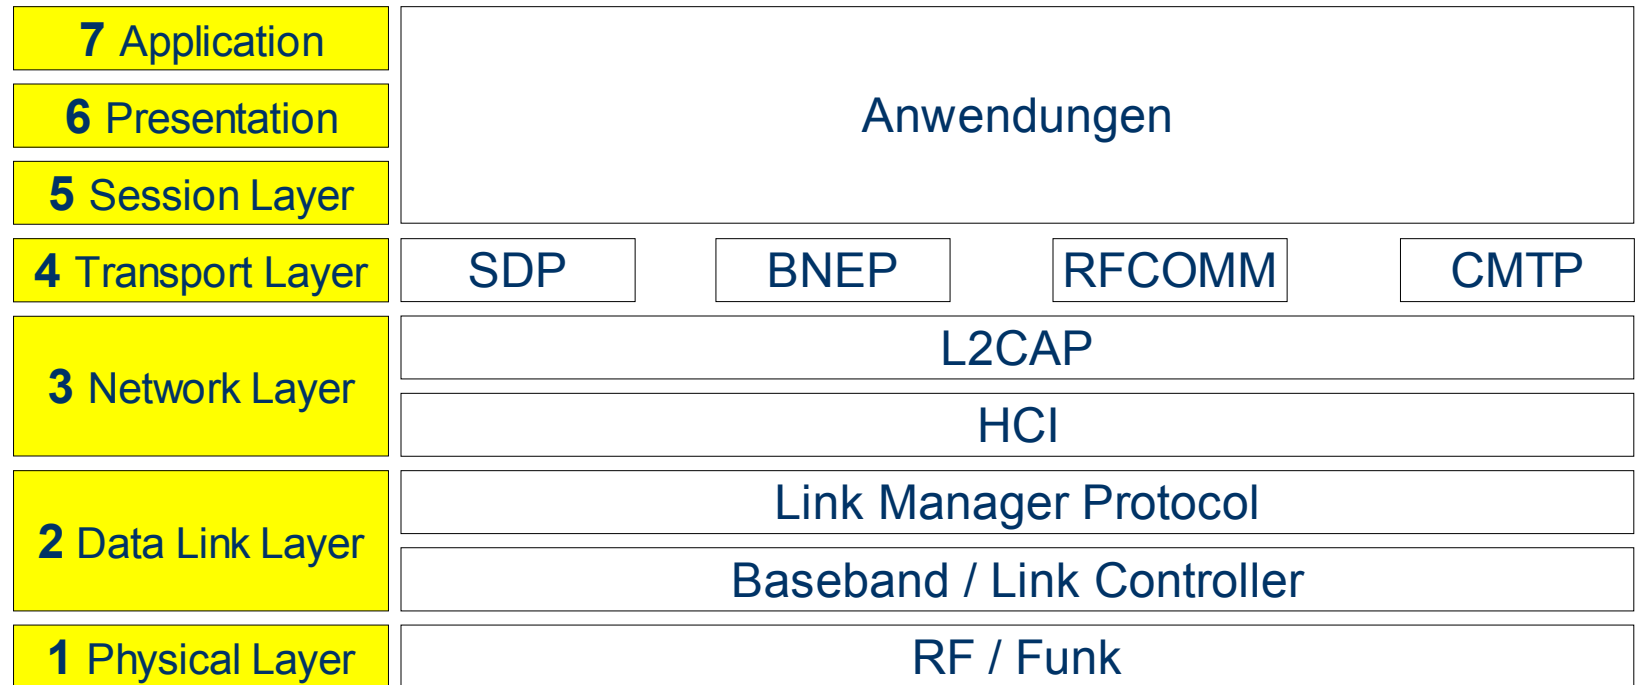 7 Application
6 Presentation
Anwendungen
5 Session Layer
4 Transport Layer
SDP
BNEP
RFCOMM
CMTP
3 Network Layer
L2CAP
HCI
2 Data Link Layer
Link Manager Protocol
Baseband / Link Controller
1 Physical Layer
RF / Funk